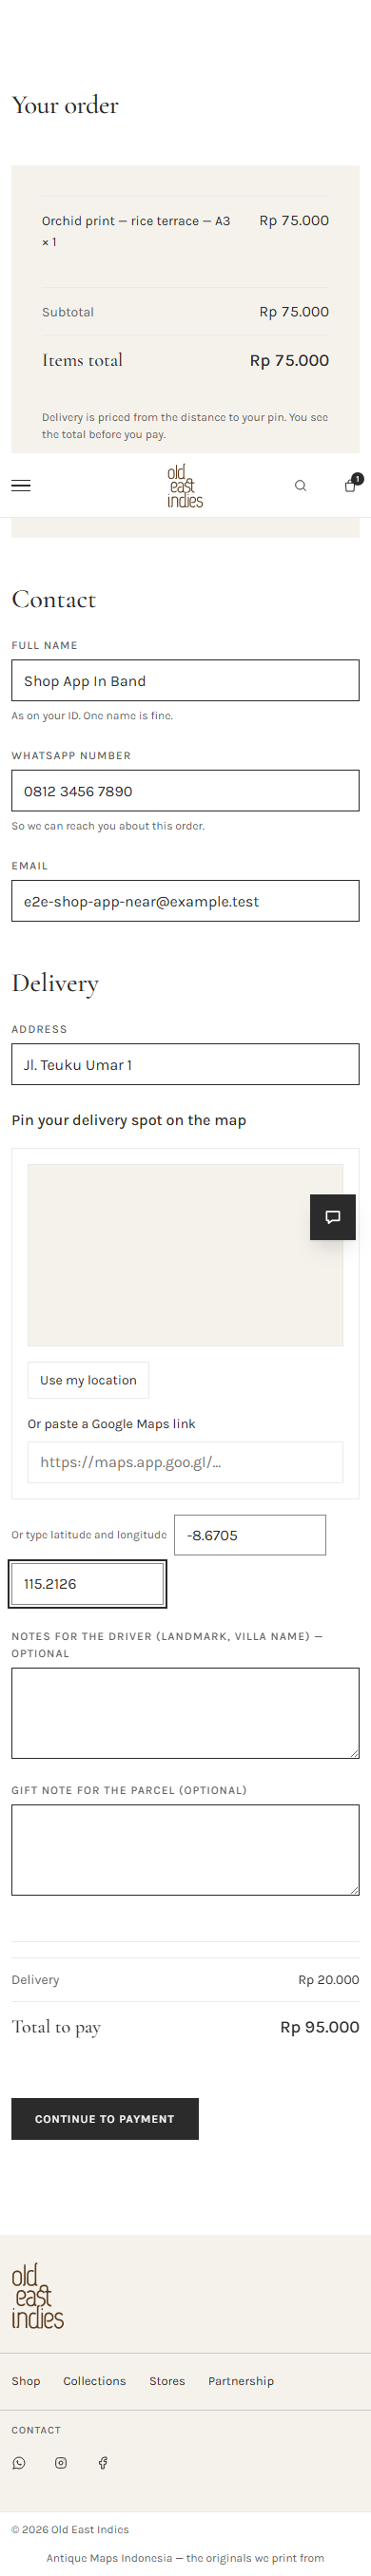 Your order
Orchid print — rice terrace — A3
× 1
Rp 75.000
Subtotal
Rp 75.000
Items total
Rp 75.000
Delivery is priced from the distance to your pin. You see
the total before you pay.
old
east
indies
1
Contact
FULL NAME
Shop App In Band
As on your ID. One name is fine.
WHATSAPP NUMBER
0812 3456 7890
So we can reach you about this order.
EMAIL
e2e-shop-app-near@example.test
Delivery
ADDRESS
Jl. Teuku Umar 1
Pin your delivery spot on the map
Use my location
Or paste a Google Maps link
https://maps.app.goo.gl/...
Or type latitude and longitude
-8.6705
115.2126
NOTES FOR THE DRIVER (LANDMARK, VILLA NAME) —
OPTIONAL
GIFT NOTE FOR THE PARCEL (OPTIONAL)
Delivery
Rp 20.000
Total to pay
Rp 95.000
CONTINUE TO PAYMENT
old
east
indies
Shop
Collections
Stores
Partnership
CONTACT
© 2026 Old East Indies
Antique Maps Indonesia — the originals we print from